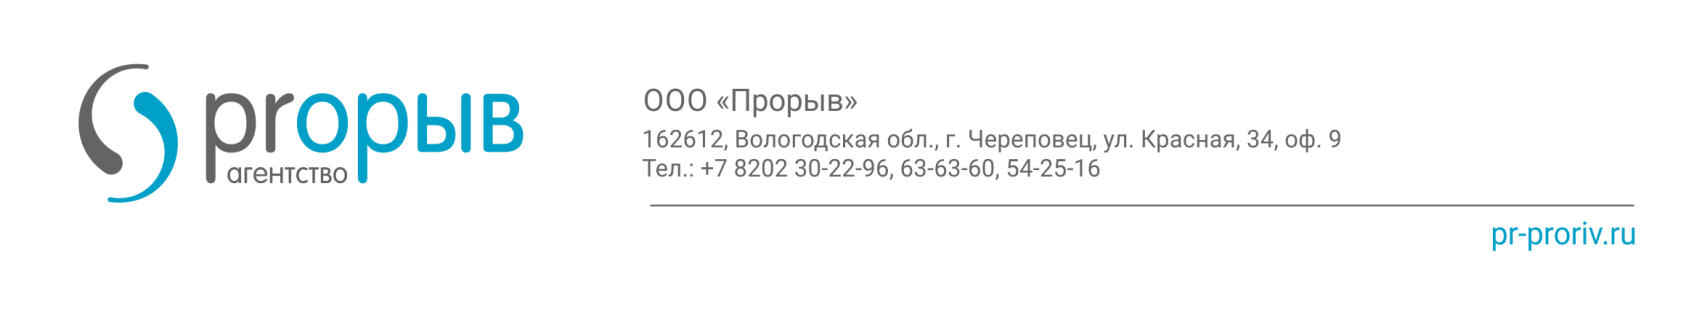 prорыв
агентство
ООО «Прорыв»
162612, Вологодская обл., г. Череповец, ул. Красная, 34, оф. 9
Тел.: +7 8202 30-22-96, 63-63-60, 54-25-16
pr-proriv.ru